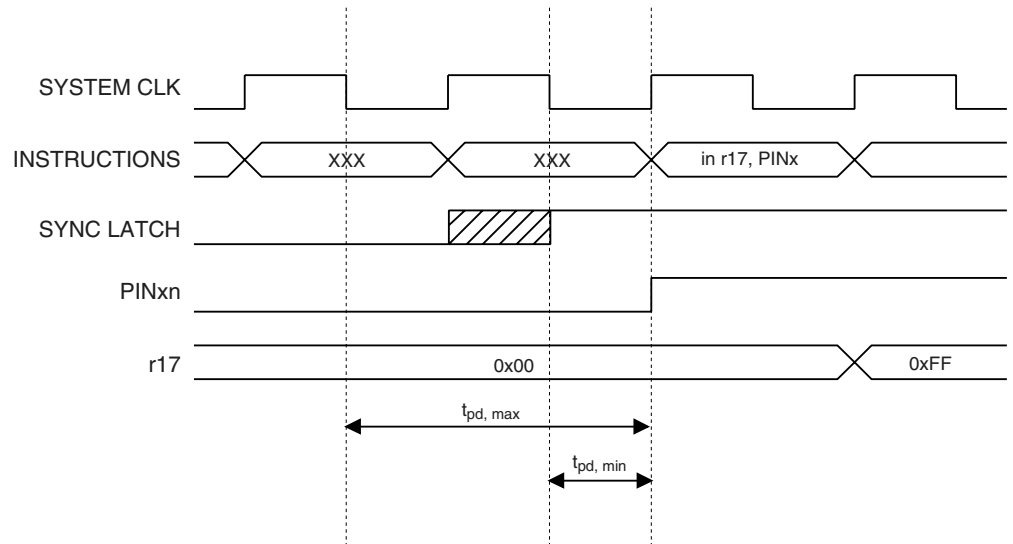 SYSTEM CLK
INSTRUCTIONS XXX XXX in r17, PINx
SYNC LATCH
PINxn
r17 0x00 0xFF
tpd, max
tpd, min